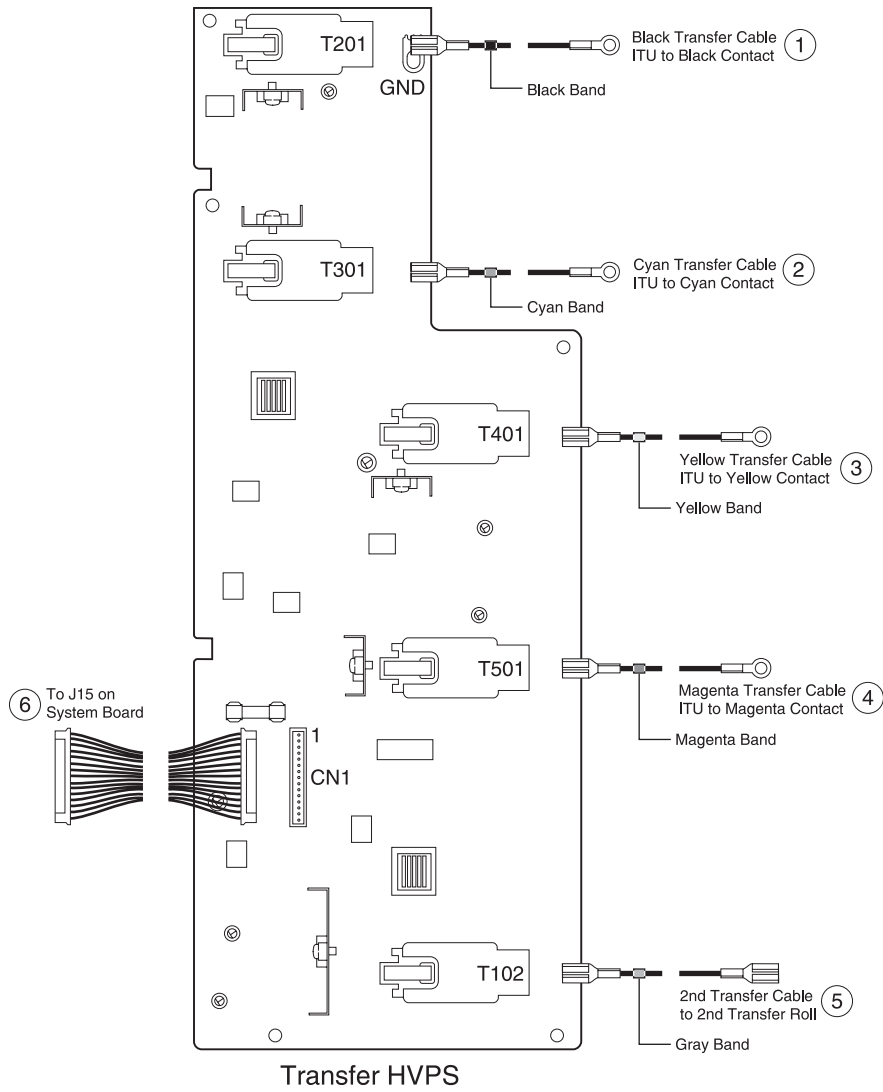 T201
GND
Black Transfer Cable
ITU to Black Contact
1
Black Band
T301
Cyan Transfer Cable
ITU to Cyan Contact
2
Cyan Band
T401
Yellow Transfer Cable
ITU to Yellow Contact
3
Yellow Band
T501
Magenta Transfer Cable
ITU to Magenta Contact
4
Magenta Band
6
To J15 on
System Board
1
CN1
T102
2nd Transfer Cable
to 2nd Transfer Roll
5
Gray Band
Transfer HVPS